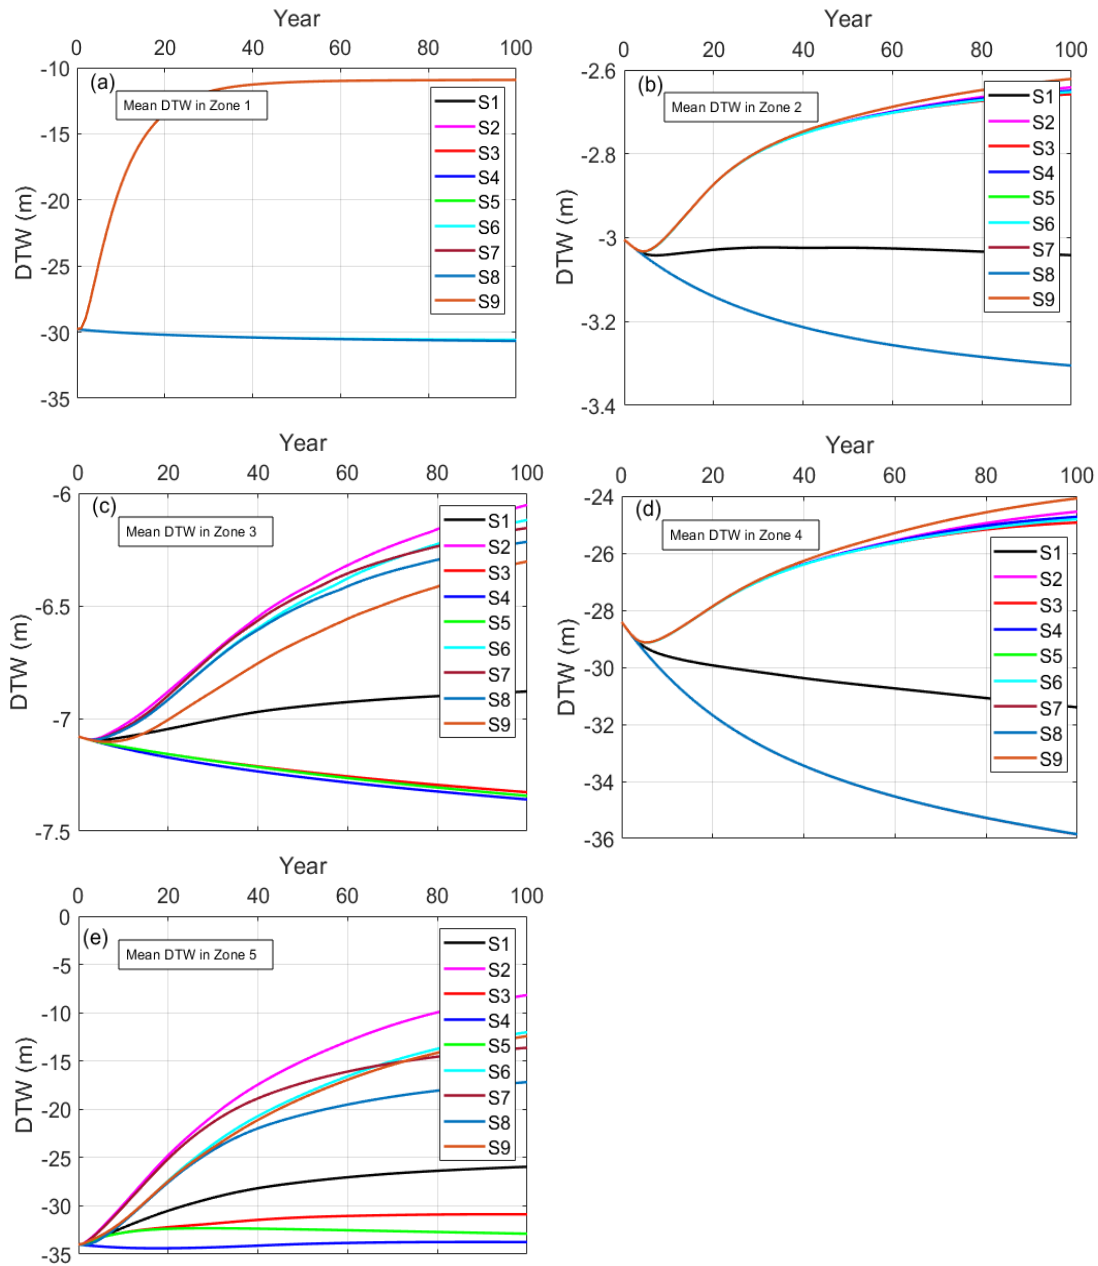 Year
0 20 40 60 80 100
(a)
Mean DTW in Zone 1
DTW (m)
-10
-15
-20
-25
-30
-35
S1
S2
S3
S4
S5
S6
S7
S8
S9
Year
0 20 40 60 80 100
(b)
Mean DTW in Zone 2
DTW (m)
-2.6
-2.8
-3
-3.2
-3.4
S1
S2
S3
S4
S5
S6
S7
S8
S9
Year
0 20 40 60 80 100
(c)
Mean DTW in Zone 3
DTW (m)
-6
-6.5
-7
-7.5
S1
S2
S3
S4
S5
S6
S7
S8
S9
Year
0 20 40 60 80 100
(d)
Mean DTW in Zone 4
DTW (m)
-24
-26
-28
-30
-32
-34
-36
S1
S2
S3
S4
S5
S6
S7
S8
S9
Year
0 20 40 60 80 100
(e)
Mean DTW in Zone 5
DTW (m)
0
-5
-10
-15
-20
-25
-30
-35
S1
S2
S3
S4
S5
S6
S7
S8
S9